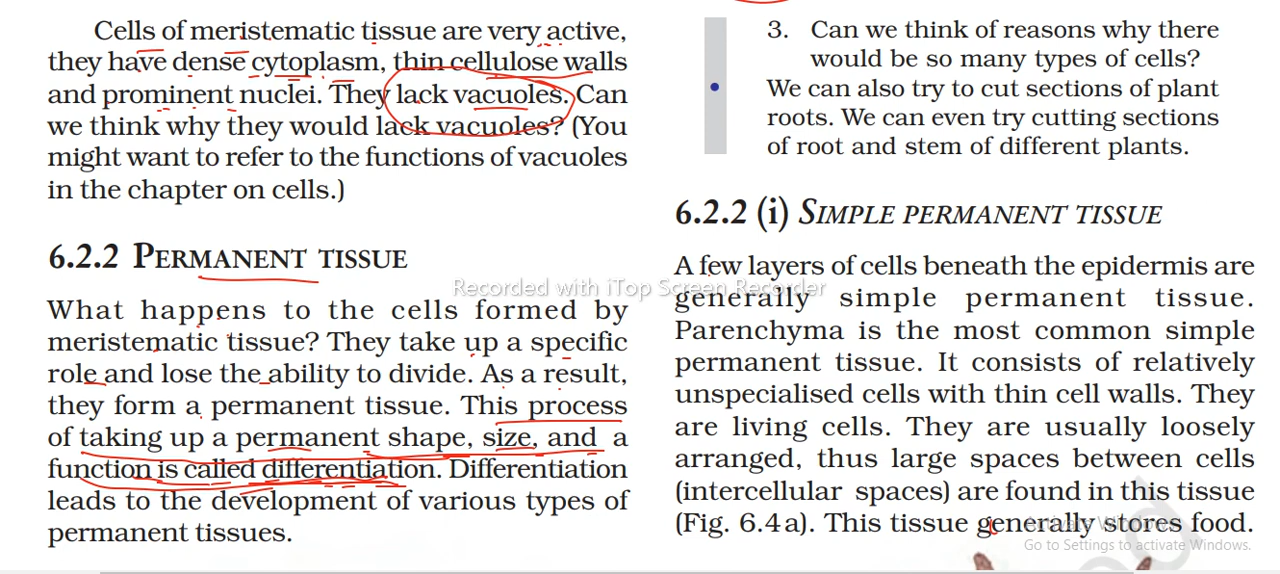 Cells of meristematic tissue are very active,
they have dense cytoplasm, thin cellulose walls
and prominent nuclei. They lack vacuoles. Can
we think why they would lack vacuoles? (You
might want to refer to the functions of vacuoles
in the chapter on cells.)
6.2.2 PERMANENT TISSUE
What happens to the cells formed by
meristematic tissue? They take up a specific
role and lose the ability to divide. As a result,
they form a permanent tissue. This process
of taking up a permanent shape, size, and a
function is called differentiation. Differentiation
leads to the development of various types of
permanent tissues.
3. Can we think of reasons why there
would be so many types of cells?
We can also try to cut sections of plant
roots. We can even try cutting sections
of root and stem of different plants.
6.2.2 (i) SIMPLE PERMANENT TISSUE
A few layers of cells beneath the epidermis are
generally simple permanent tissue.
Parenchyma is the most common simple
permanent tissue. It consists of relatively
unspecialised cells with thin cell walls. They
are living cells. They are usually loosely
arranged, thus large spaces between cells
(intercellular spaces) are found in this tissue
(Fig. 6.4 a). This tissue generally stores food.
Recorded with iTop Screen Recorder
Activate Windows
Go to Settings to activate Windows.